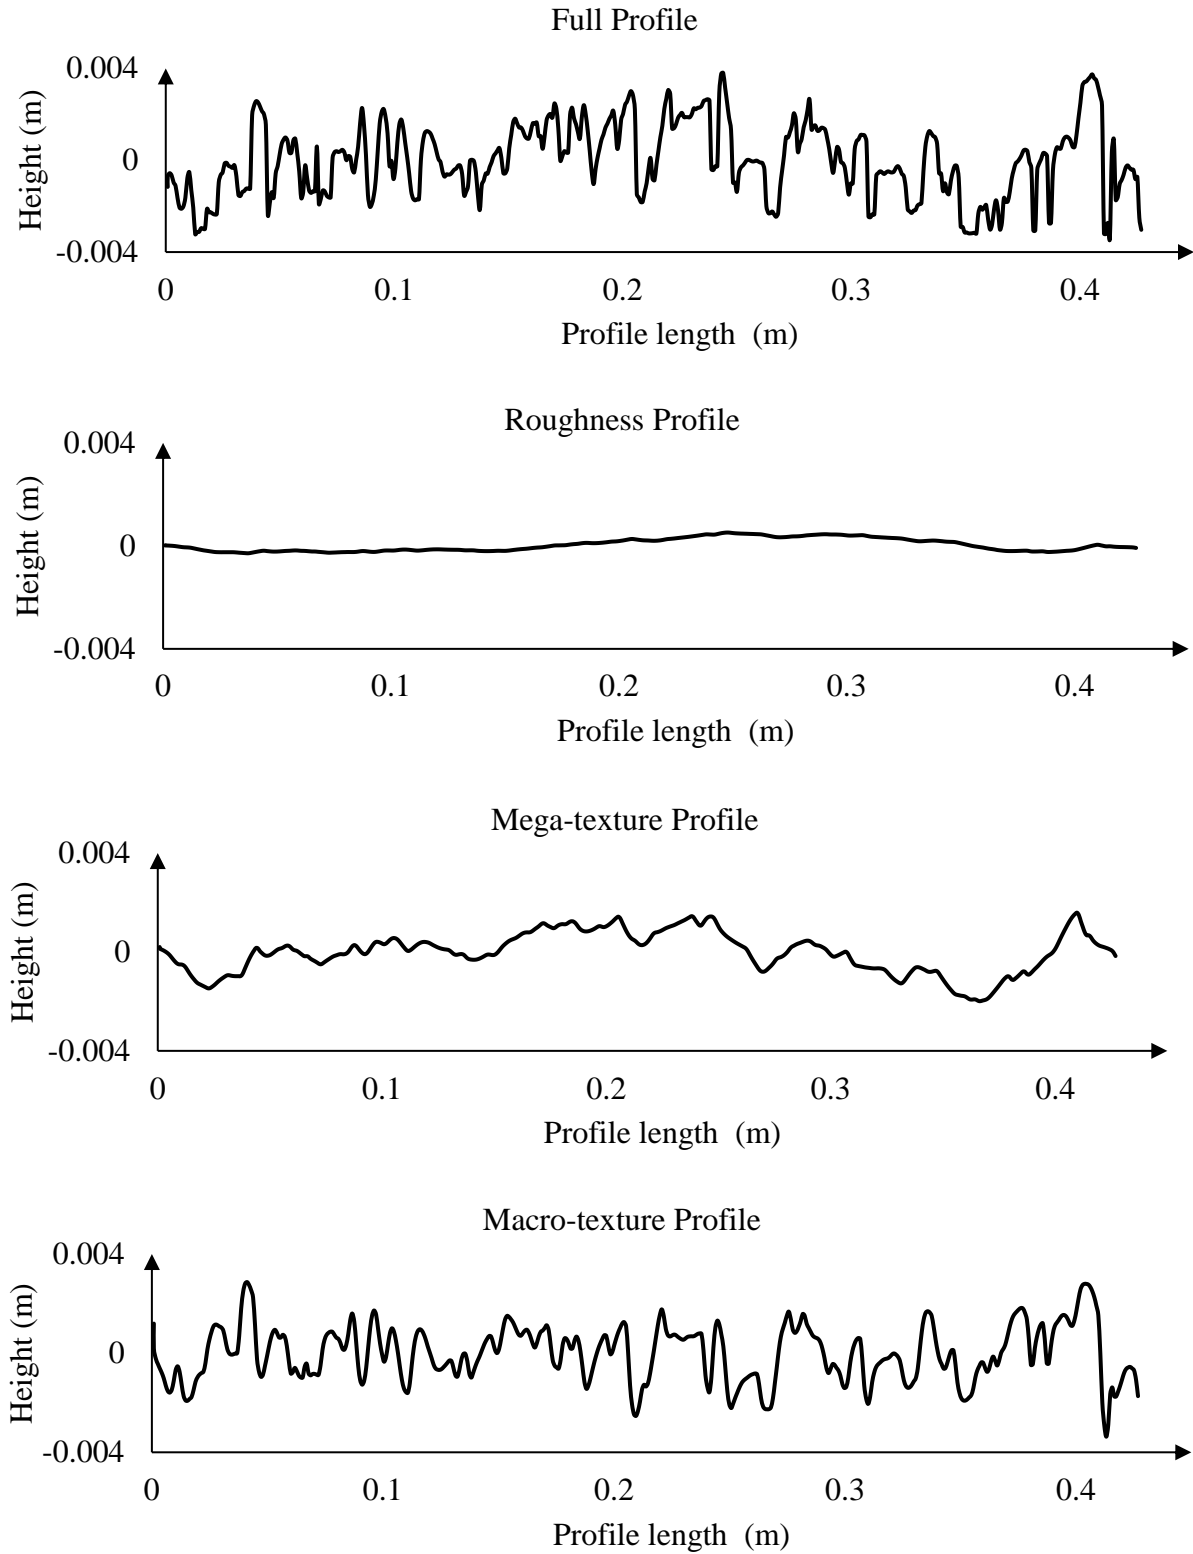 Full Profile
0.004
0
-0.004
Height (m)
0 0.1 0.2 0.3 0.4
Profile length (m)
Roughness Profile
0.004
0
-0.004
Height (m)
0 0.1 0.2 0.3 0.4
Profile length (m)
Mega-texture Profile
0.004
0
-0.004
Height (m)
0 0.1 0.2 0.3 0.4
Profile length (m)
Macro-texture Profile
0.004
0
-0.004
Height (m)
0 0.1 0.2 0.3 0.4
Profile length (m)